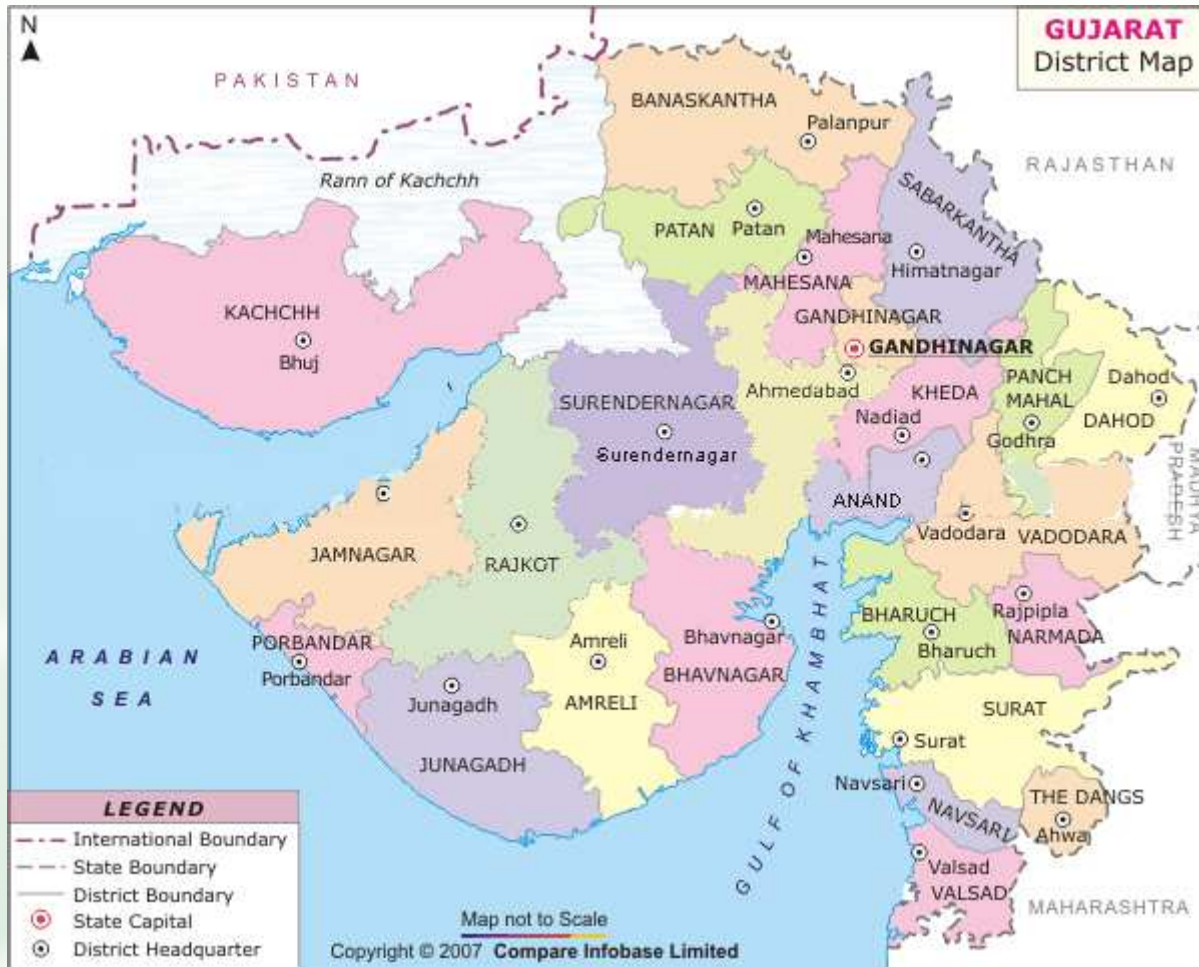 N
GUJARAT
District Map
PAKISTAN
BANASKANTHA
Palanpur
RAJASTHAN
Rann of Kachchh
SABARKANTHA
PATAN
Patan
Mahesana
Himatnagar
MAHESANA
KACHCHH
Bhuj
GANDHINAGAR
GANDHINAGAR
Ahmedabad
PANCH
MAHAL
Godhra
Dahod
DAHOD
SURENDERNAGAR
Surendernagar
KHEDA
Nadiad
ANAND
MADHYA
PRADESH
Vadodara
VADODARA
JAMNAGAR
RAJKOT
BHARUCH
Bharuch
Rajpipla
NARMADA
PORBANDAR
Porbandar
Amreli
AMRELI
Bhavnagar
BHAVNAGAR
GULF OF KHAMBHAT
ARABIAN
SEA
Junagadh
JUNAGADH
SURAT
Surat
Navsari
NAVSARI
THE DANGS
Ahwa
Valsad
VALSAD
MAHARASHTRA
LEGEND
International Boundary
State Boundary
District Boundary
State Capital
District Headquarter
Map not to Scale
Copyright © 2007 Compare Infobase Limited